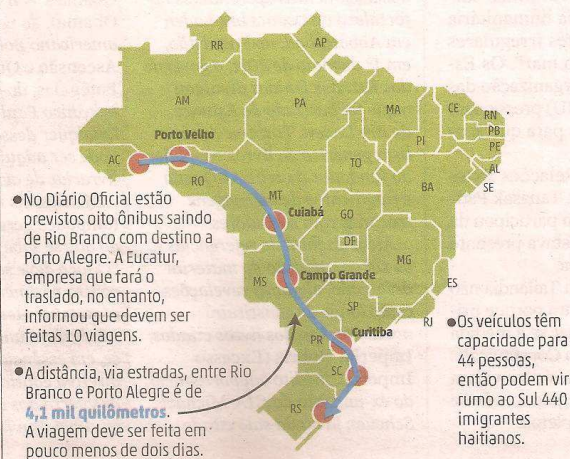 RR
AP
AM
PA
MA
CE
RN
PB
PE
AL
SE
PI
TO
BA
AC
Porto Velho
RO
MT
Cuiabá
GO
DF
MG
ES
MS
Campo Grande
SP
RJ
PR
Curitiba
SC
RS
●No Diário Oficial estão
previstos oito ônibus saindo
de Rio Branco com destino a
Porto Alegre. A Eucatur,
empresa que fará o
traslado, no entanto,
informou que devem ser
feitas 10 viagens.
●A distância, via estradas, entre Rio
Branco e Porto Alegre é de
4,1 mil quilômetros.
A viagem deve ser feita em
pouco menos de dois dias.
●Os veículos têm
capacidade para
44 pessoas,
então podem vir
rumo ao Sul 440
imigrantes
haitianos.